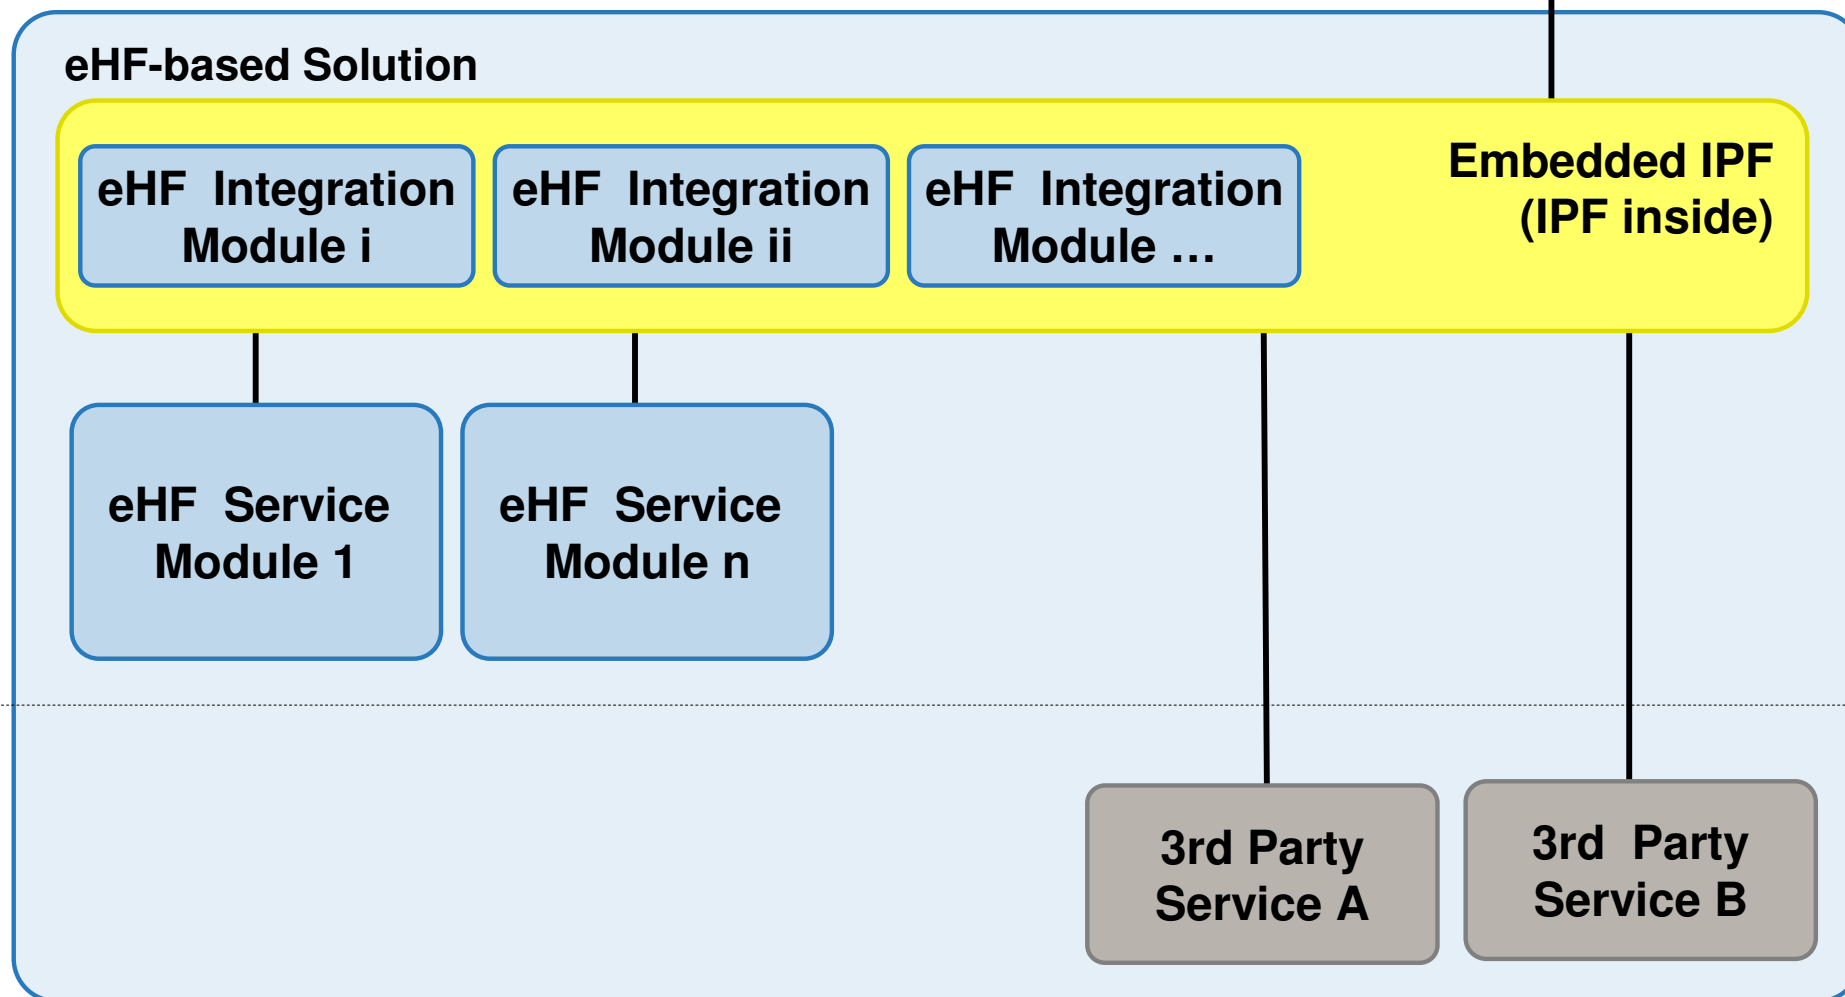 eHF-based Solution
eHF Integration
Module i
eHF Integration
Module ii
eHF Integration
Module ...
Embedded IPF
(IPF inside)
eHF Service
Module 1
eHF Service
Module n
3rd Party
Service A
3rd Party
Service B